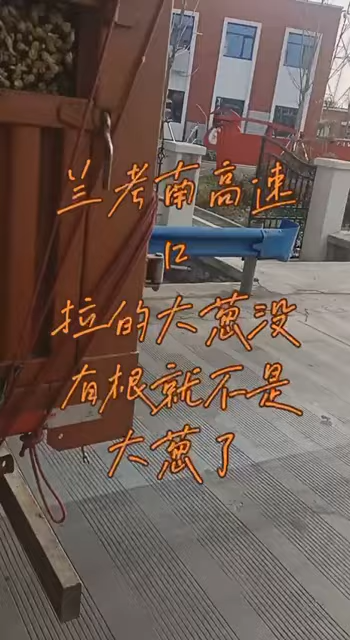 兰考南高速
口
拉的大葱没
有根就不是
大葱了